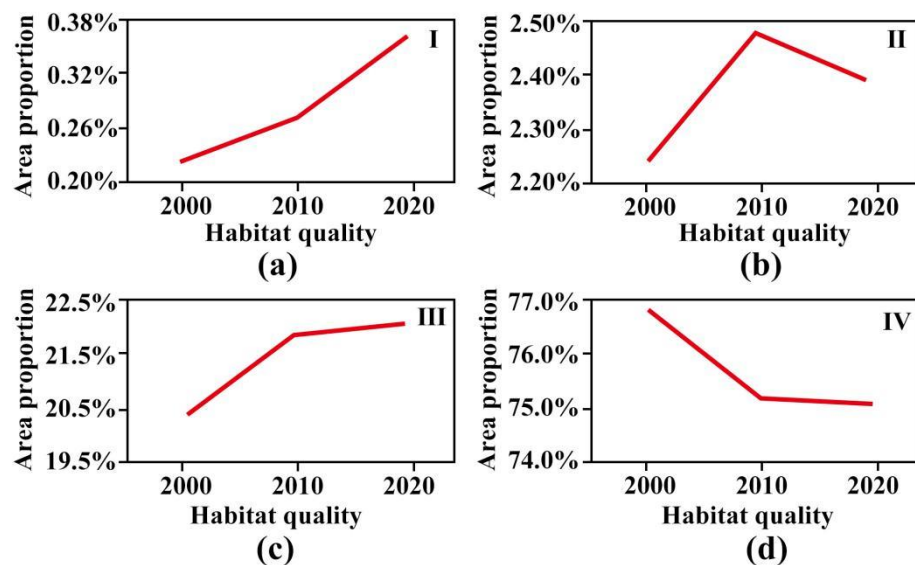 Area proportion
0.38%
0.32%
0.26%
0.20%
I
2000 2010 2020
Habitat quality
(a)
Area proportion
2.50%
2.40%
2.30%
2.20%
II
2000 2010 2020
Habitat quality
(b)
Area proportion
22.5%
21.5%
20.5%
19.5%
III
2000 2010 2020
Habitat quality
(c)
Area proportion
77.0%
76.0%
75.0%
74.0%
IV
2000 2010 2020
Habitat quality
(d)